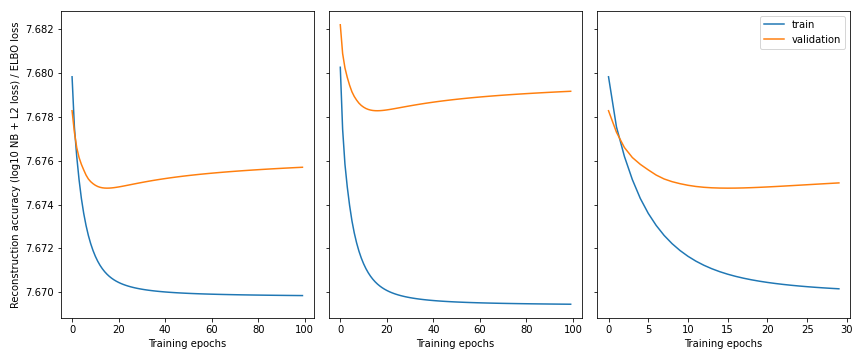 Reconstruction accuracy (log10 NB + L2 loss) / ELBO loss
7.682
7.680
7.678
7.676
7.674
7.672
7.670
0 20 40 60 80 100
Training epochs
0 20 40 60 80 100
Training epochs
train
validation
0 5 10 15 20 25 30
Training epochs